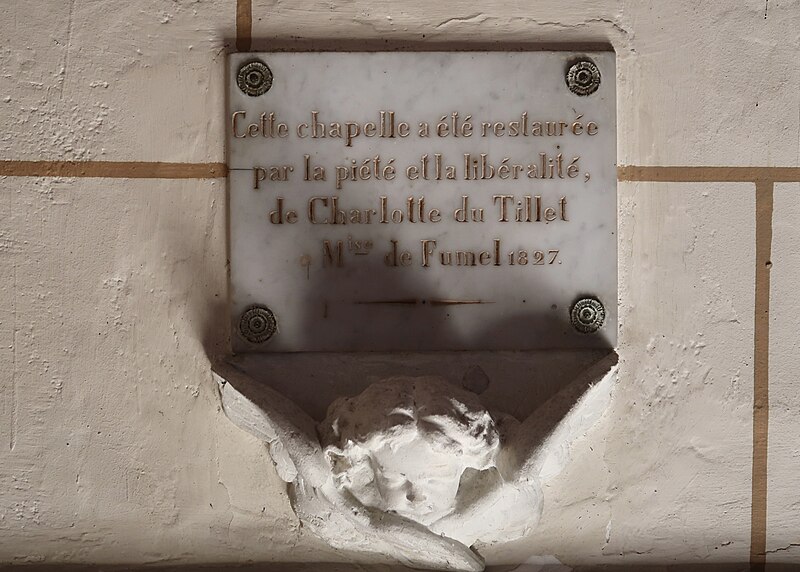 Cette chapelle a été restaurée
par la piété et la libéralité,
de Charlotte du Tillet
Mise de Fumel 1827.